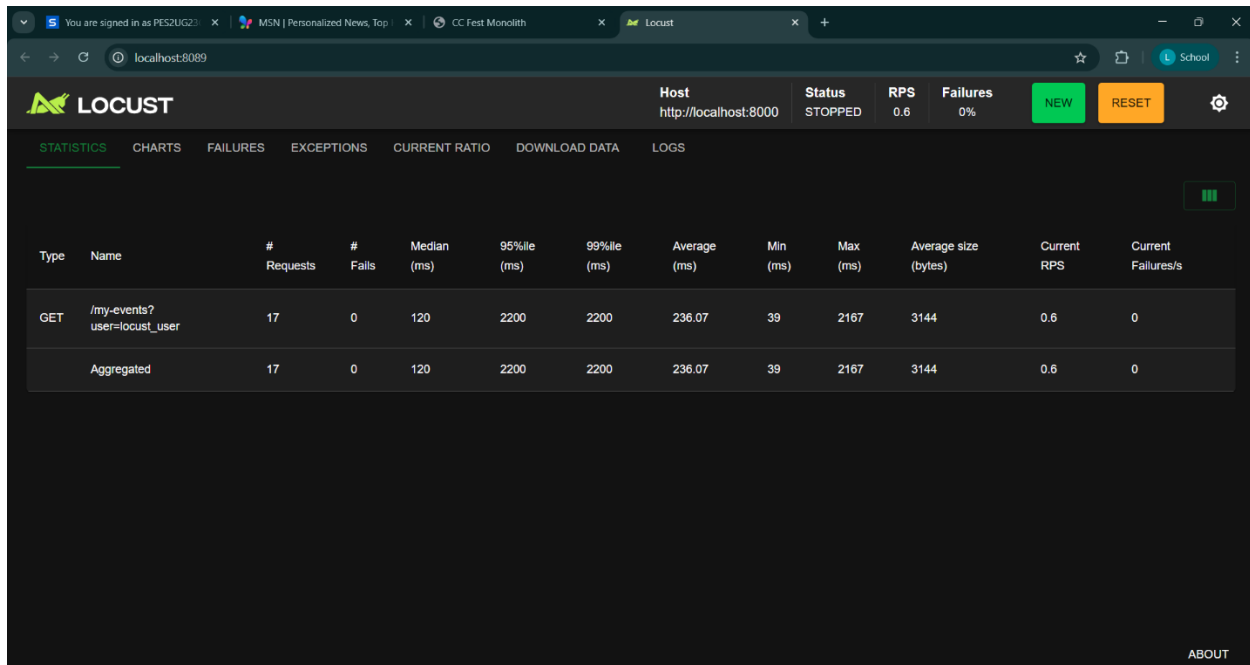 You are signed in as PES2UG23
MSN | Personalized News, Top
CC Fest Monolith
Locust
localhost:8089
L School
LOCUST
Host
http://localhost:8000
Status
STOPPED
RPS
0.6
Failures
0%
NEW
RESET
STATISTICS CHARTS FAILURES EXCEPTIONS CURRENT RATIO DOWNLOAD DATA LOGS
Type Name # Requests # Fails Median (ms) 95%ile (ms) 99%ile (ms) Average (ms) Min (ms) Max (ms) Average size (bytes) Current RPS Current Failures/s
GET /my-events?user=locust_user 17 0 120 2200 2200 236.07 39 2167 3144 0.6 0
Aggregated 17 0 120 2200 2200 236.07 39 2167 3144 0.6 0
ABOUT